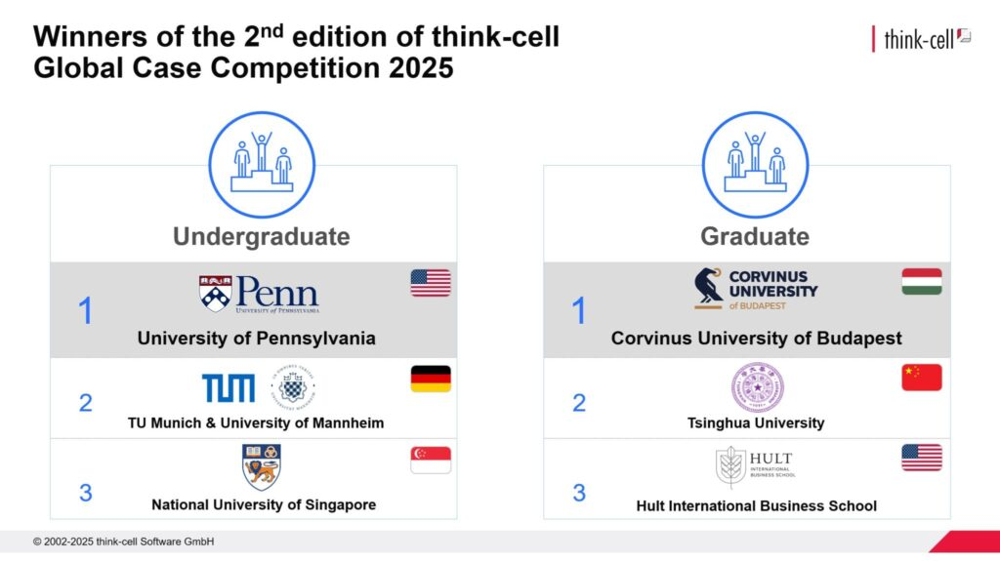 Winners of the 2nd edition of think-cell
Global Case Competition 2025
think-cell
Undergraduate
1
Penn
UNIVERSITY of PENNSYLVANIA
University of Pennsylvania
2
TUM
TU Munich & University of Mannheim
3
National University of Singapore
Graduate
1
CORVINUS
UNIVERSITY
of BUDAPEST
Corvinus University of Budapest
2
Tsinghua University
3
HULT
INTERNATIONAL
BUSINESS SCHOOL
Hult International Business School
© 2002-2025 think-cell Software GmbH